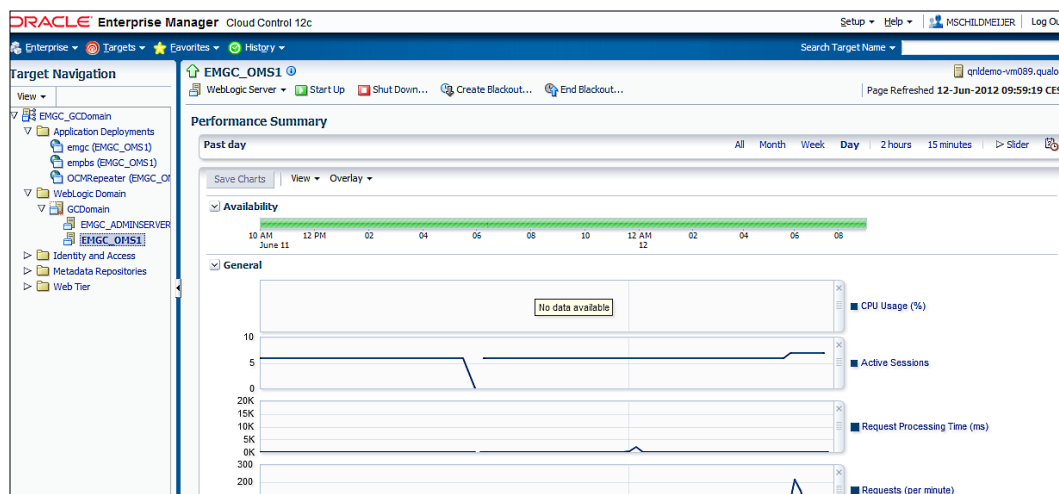 ORACLE Enterprise Manager Cloud Control 12c
Setup Help MSCHILDMEIJER Log Ou
Enterprise Targets Favorites History Search Target Name
Target Navigation
View
EMGC_GCDomain
Application Deployments
emgc (EMGC_OMS1)
empbs (EMGC_OMS1)
OCMRepeater (EMGC_O
WebLogic Domain
GCDomain
EMGC_ADMINSERVER
EMGC_OMS1
Identity and Access
Metadata Repositories
Web Tier
EMGC_OMS1
qnldemo-vm089.qualo
WebLogic Server Start Up Shut Down... Create Blackout... End Blackout...
Page Refreshed 12-Jun-2012 09:59:19 CES
Performance Summary
Past day
All Month Week Day 2 hours 15 minutes Slider
Save Charts View Overlay
Availability
10 AM 12 PM 02 04 06 08 10 12 AM 02 04 06 08
June 11 12
General
No data available
CPU Usage (%)
10
5
0
Active Sessions
20K
15K
10K
5K
0K
Request Processing Time (ms)
300
200
Requests (per minute)